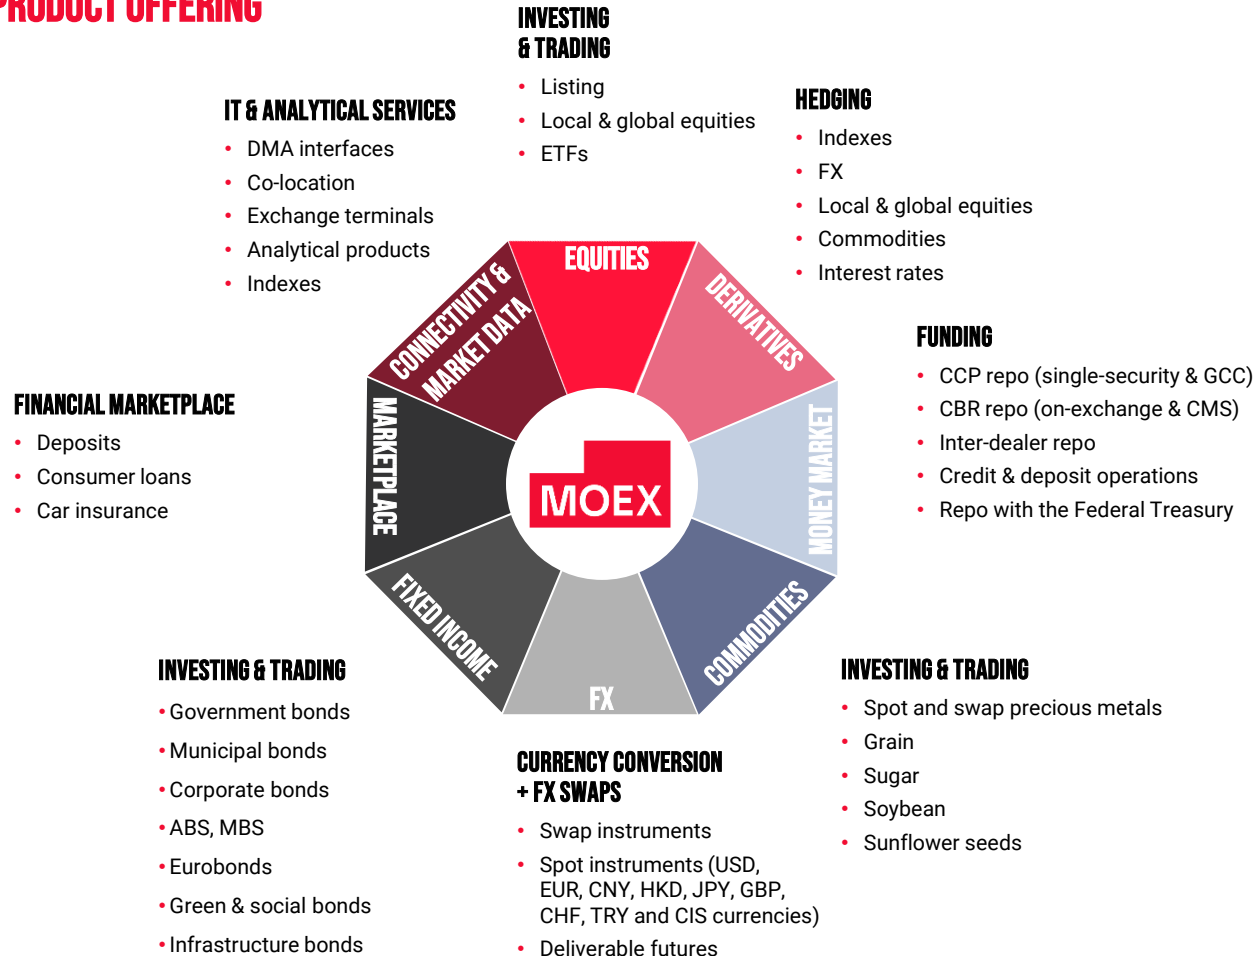 PRODUCT OFFERING
INVESTING
& TRADING
• Listing
• Local & global equities
• ETFs
HEDGING
• Indexes
• FX
• Local & global equities
• Commodities
• Interest rates
IT & ANALYTICAL SERVICES
• DMA interfaces
• Co-location
• Exchange terminals
• Analytical products
• Indexes
FUNDING
• CCP repo (single-security & GCC)
• CBR repo (on-exchange & CMS)
• Inter-dealer repo
• Credit & deposit operations
• Repo with the Federal Treasury
FINANCIAL MARKETPLACE
• Deposits
• Consumer loans
• Car insurance
EQUITIES
DERIVATIVES
MONEY MARKET
COMMODITIES
FX
FIXED INCOME
MARKETPLACE
CONNECTIVITY &
MARKET DATA
MOEX
INVESTING & TRADING
• Government bonds
• Municipal bonds
• Corporate bonds
• ABS, MBS
• Eurobonds
• Green & social bonds
• Infrastructure bonds
CURRENCY CONVERSION
+ FX SWAPS
• Swap instruments
• Spot instruments (USD,
EUR, CNY, HKD, JPY, GBP,
CHF, TRY and CIS currencies)
• Deliverable futures
INVESTING & TRADING
• Spot and swap precious metals
• Grain
• Sugar
• Soybean
• Sunflower seeds